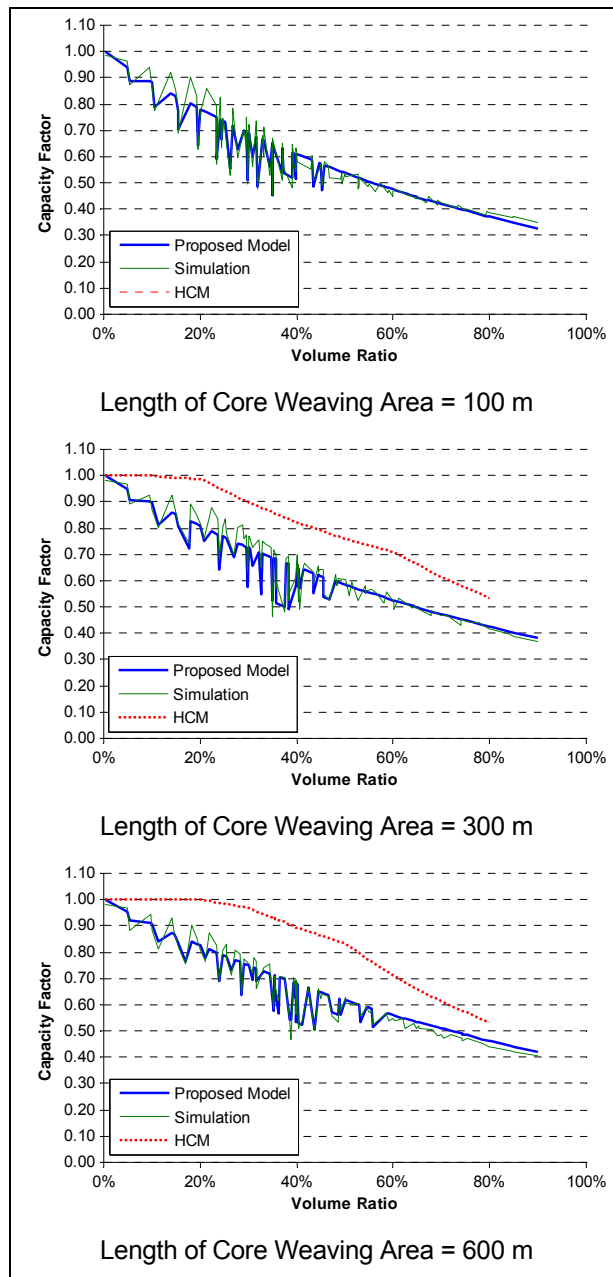 1.10
1.00
0.90
0.80
0.70
0.60
0.50
0.40
0.30
0.20
0.10
0.00
Capacity Factor
Proposed Model
Simulation
HCM
0% 20% 40% 60% 80% 100%
Volume Ratio
Length of Core Weaving Area = 100 m
1.10
1.00
0.90
0.80
0.70
0.60
0.50
0.40
0.30
0.20
0.10
0.00
Capacity Factor
Proposed Model
Simulation
HCM
0% 20% 40% 60% 80% 100%
Volume Ratio
Length of Core Weaving Area = 300 m
1.10
1.00
0.90
0.80
0.70
0.60
0.50
0.40
0.30
0.20
0.10
0.00
Capacity Factor
Proposed Model
Simulation
HCM
0% 20% 40% 60% 80% 100%
Volume Ratio
Length of Core Weaving Area = 600 m